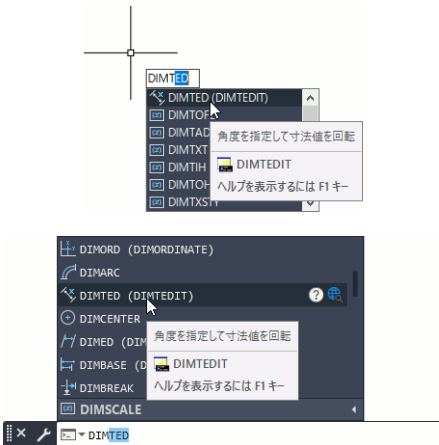 DIMTED
DIMTED (DIMTEDIT)
DIMTOF
DIMTAD
DIMTXT
DIMTIH
DIMTOH
DIMTXSTY
角度を指定して寸法値を回転
DIMTEDIT
ヘルプを表示するには F1 キー
DIMORD (DIMORDINATE)
DIMARC
DIMTED (DIMTEDIT)
DIMCENTER
DIMED (DIM
DIMBASE (D
DIMBREAK
DIMSCALE
角度を指定して寸法値を回転
DIMTEDIT
ヘルプを表示するには F1 キー
DIMTED